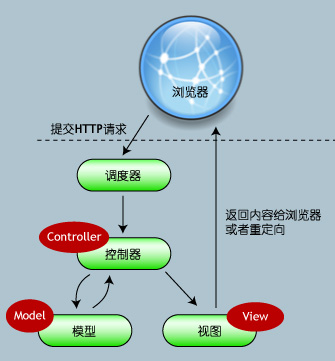 浏览器
提交HTTP请求
调度器
返回内容给浏览器
或者重定向
Controller
控制器
Model
模型
View
视图